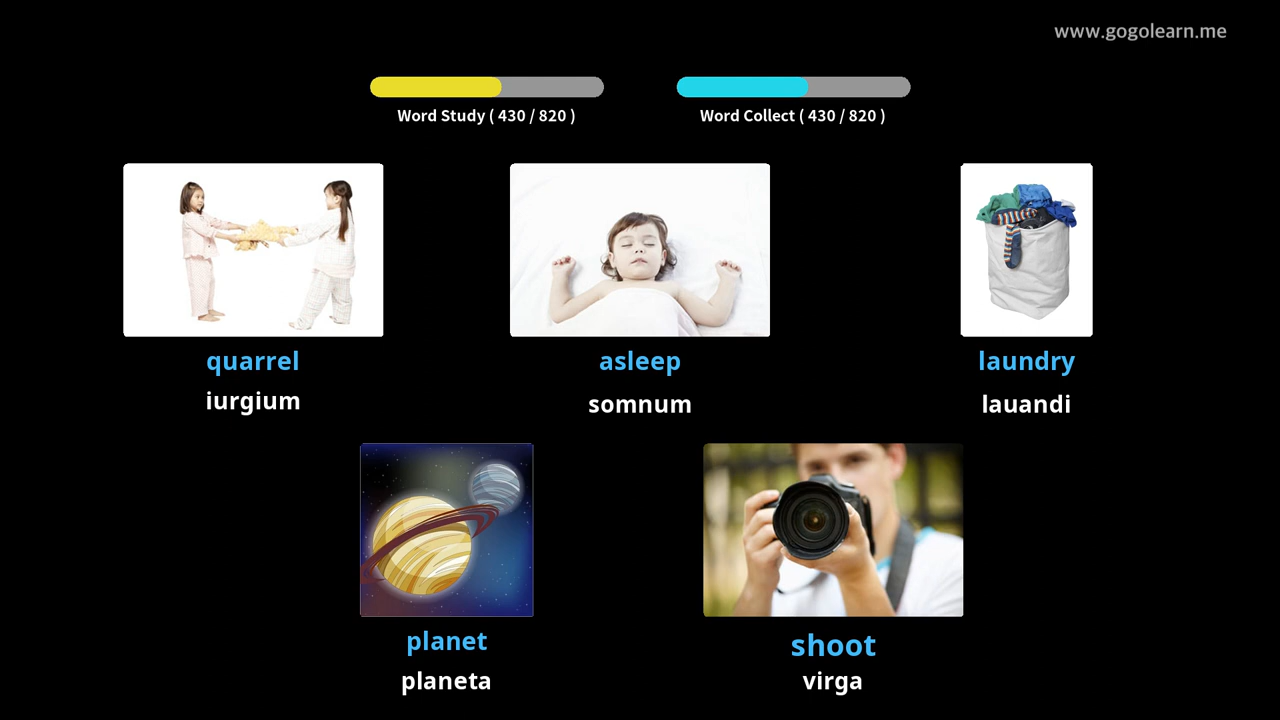 www.gogolearn.me
Word Study ( 430 / 820 )
Word Collect ( 430 / 820 )
quarrel
iurgium
asleep
somnum
laundry
lauandi
planet
planeta
shoot
virga